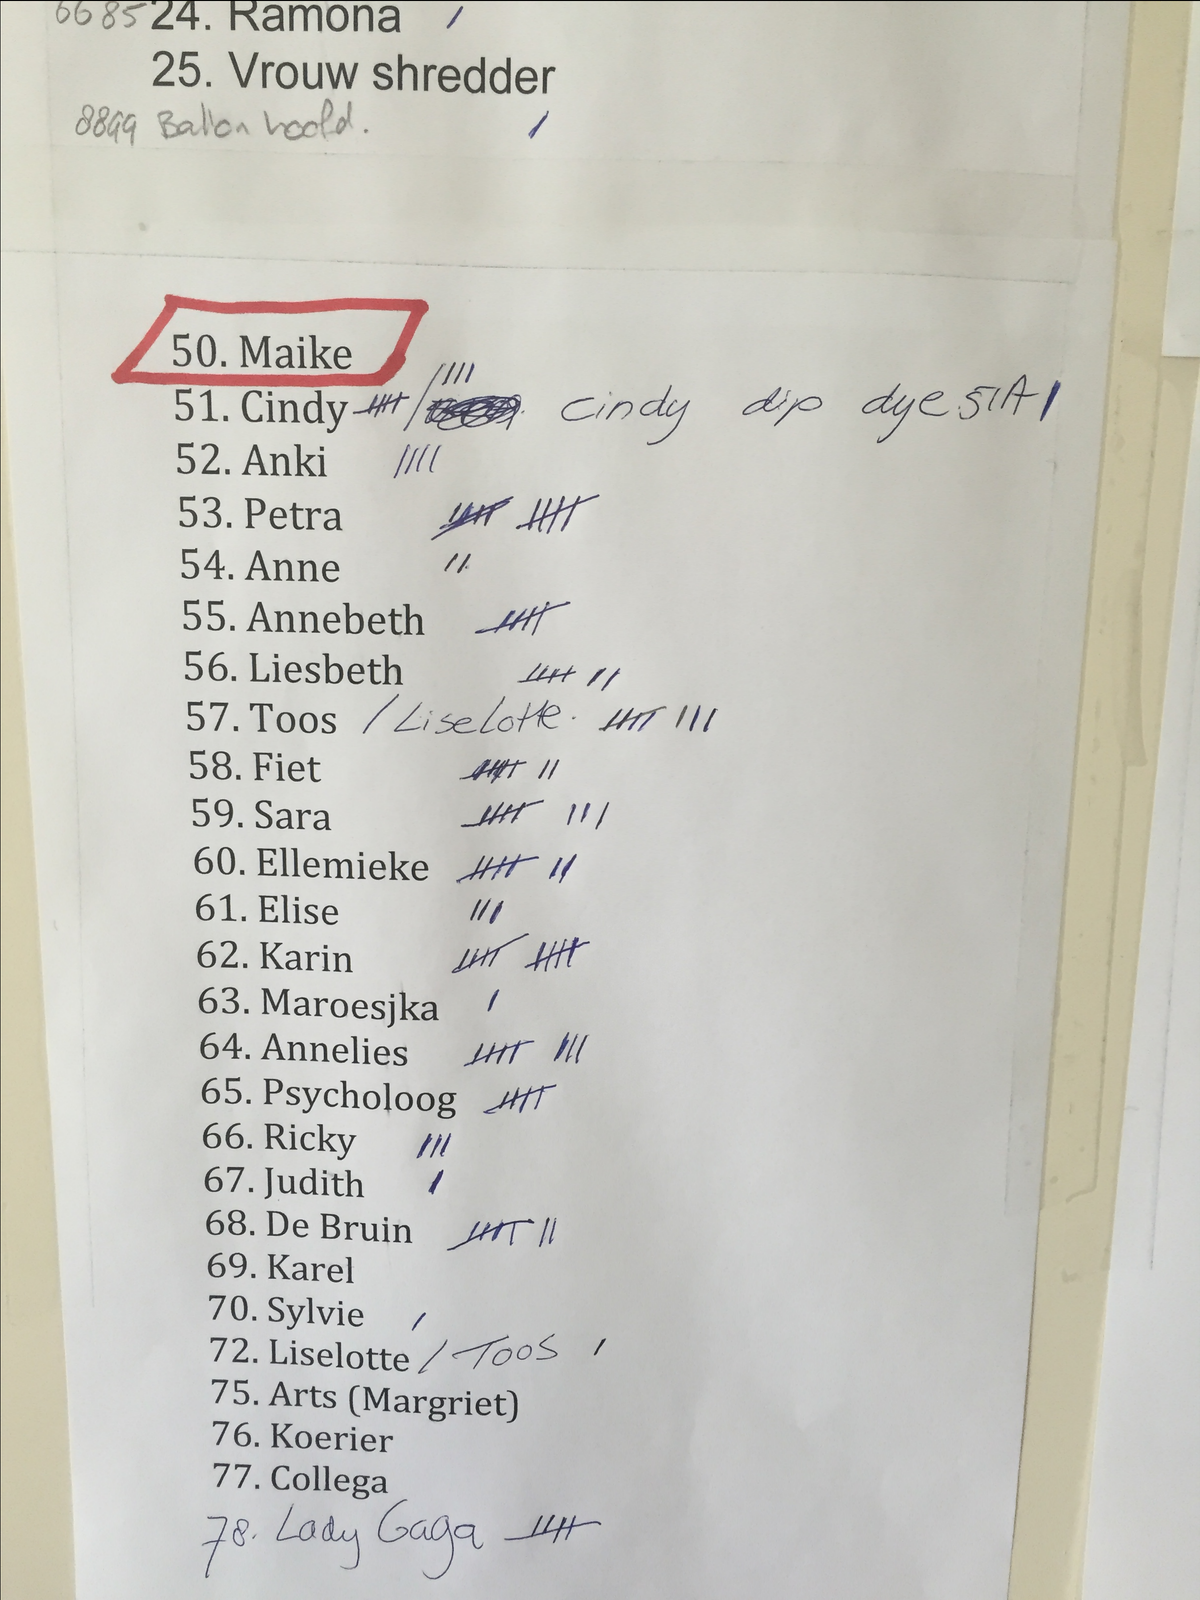 6685 24. Ramona
25. Vrouw shredder
8899 Ballon hoofd.
50. Maike
51. Cindy cindy dip dye 51A
52. Anki
53. Petra
54. Anne
55. Annebeth
56. Liesbeth
57. Toos / Liselotte.
58. Fiet
59. Sara
60. Ellemieke
61. Elise
62. Karin
63. Maroesjka
64. Annelies
65. Psycholoog
66. Ricky
67. Judith
68. De Bruin
69. Karel
70. Sylvie
72. Liselotte / Toos
75. Arts (Margriet)
76. Koerier
77. Collega
78. Lady Gaga